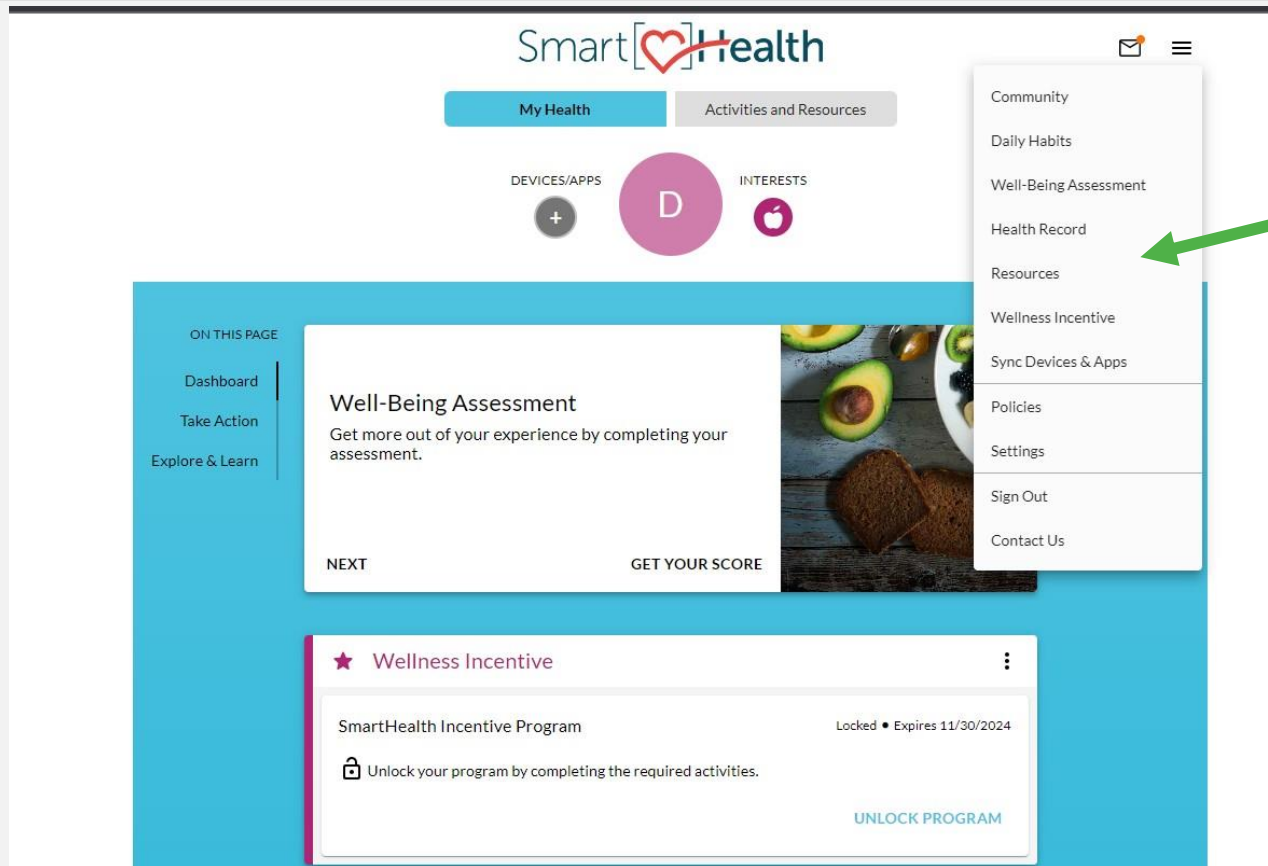 Smart Health
My Health
Activities and Resources
DEVICES/APPS
D
INTERESTS
Community
Daily Habits
Well-Being Assessment
Health Record
Resources
Wellness Incentive
Sync Devices & Apps
Policies
Settings
Sign Out
Contact Us
ON THIS PAGE
Dashboard
Take Action
Explore & Learn
Well-Being Assessment
Get more out of your experience by completing your
assessment.
NEXT
GET YOUR SCORE
Wellness Incentive
SmartHealth Incentive Program
Locked • Expires 11/30/2024
Unlock your program by completing the required activities.
UNLOCK PROGRAM